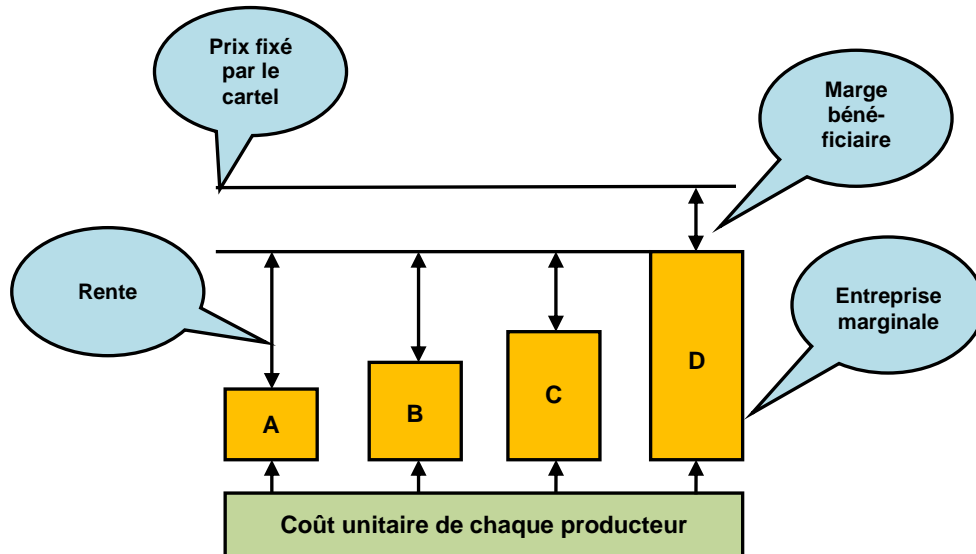 Prix fixé
par le
cartel
Marge
béné-
ficiaire
Rente
Entreprise
marginale
A
B
C
D
Coût unitaire de chaque producteur